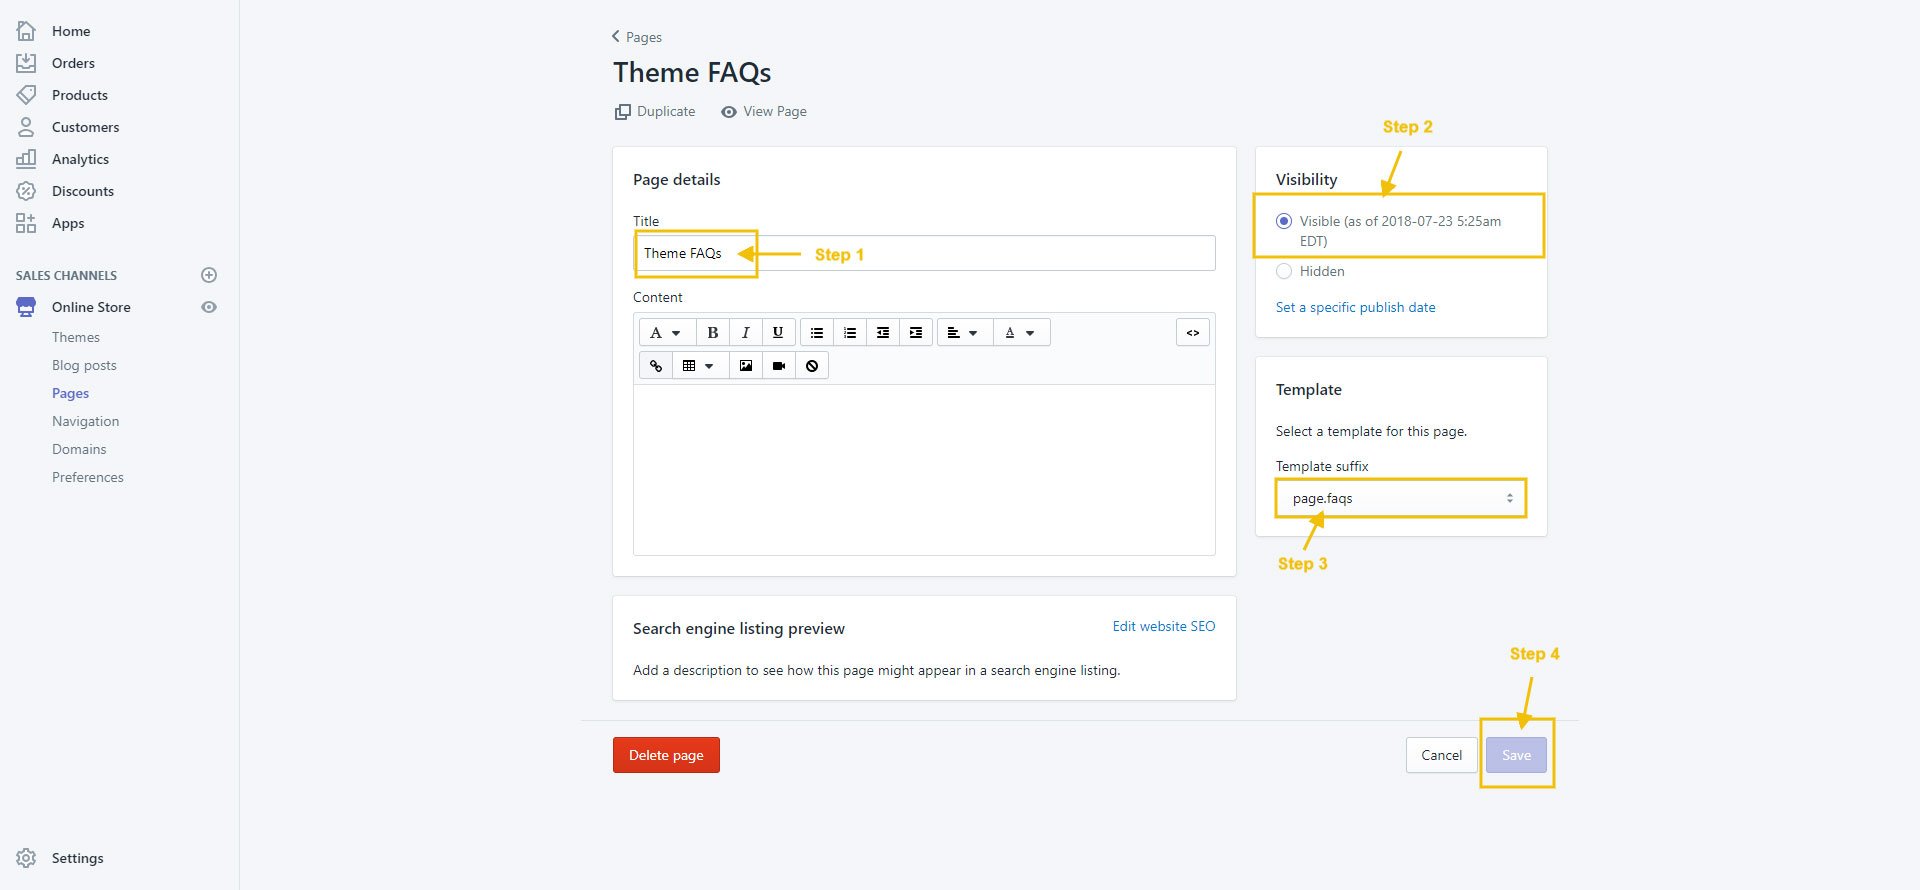 Home
Orders
Products
Customers
Analytics
Discounts
Apps
SALES CHANNELS
Online Store
Themes
Blog posts
Pages
Navigation
Domains
Preferences
Settings
Pages
Theme FAQs
Duplicate View Page
Page details
Title
Theme FAQs
Step 1
Content
A B I U A <>
Search engine listing preview
Edit website SEO
Add a description to see how this page might appear in a search engine listing.
Step 2
Visibility
Visible (as of 2018-07-23 5:25am
EDT)
Hidden
Set a specific publish date
Template
Select a template for this page.
Template suffix
page.faqs
Step 3
Step 4
Delete page
Cancel
Save